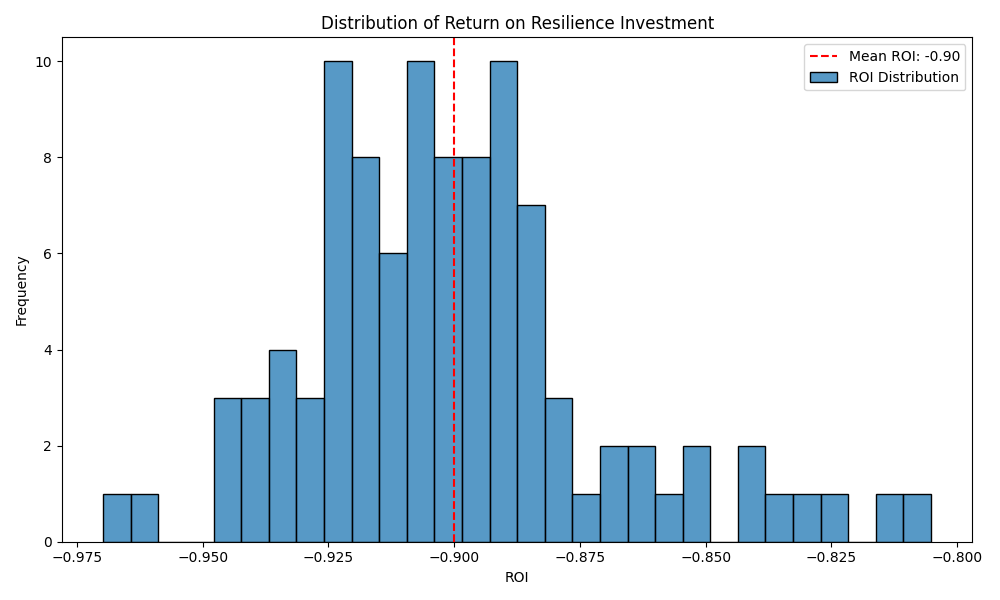 Distribution of Return on Resilience Investment
Mean ROI: -0.90
ROI Distribution
Frequency
10
8
6
4
2
0
−0.975
−0.950
−0.925
−0.900
−0.875
−0.850
−0.825
−0.800
ROI